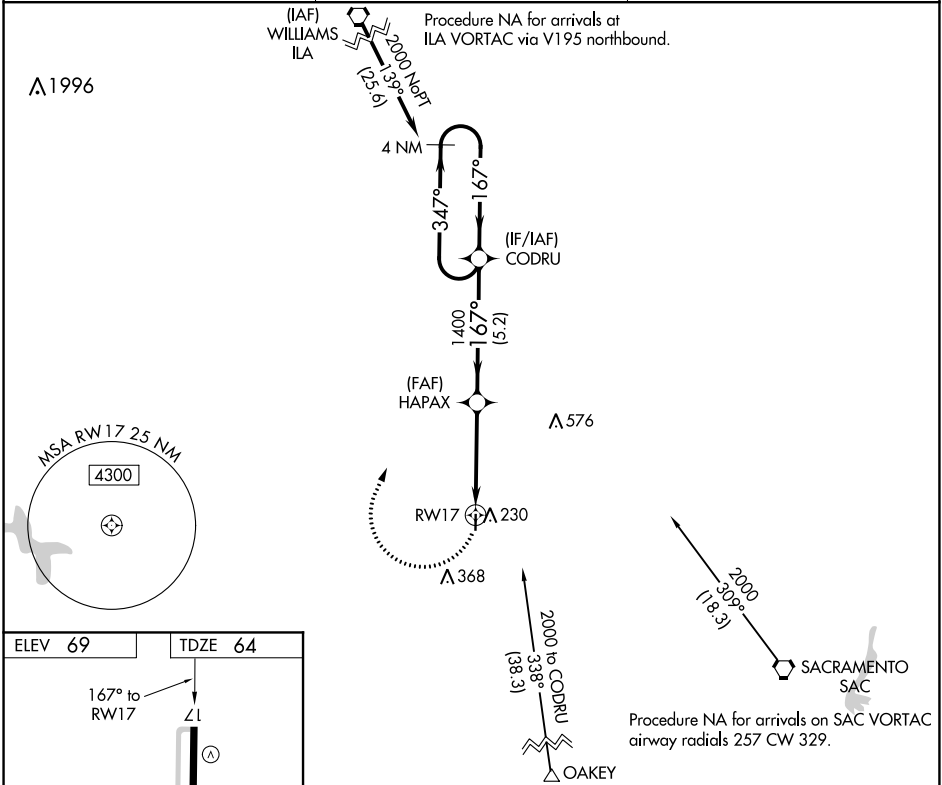 (IAF)
WILLIAMS
ILA
Procedure NA for arrivals at
ILA VORTAC via V195 northbound.
2000 NoPT
139°
(25.6)
1996
4 NM
347°
167°
(IF/IAF)
CODRU
1400
167°
(5.2)
(FAF)
HAPAX
576
MSA RW17 25 NM
4300
RW17
230
368
2000
309°
(18.3)
2000 to CODRU
338°
(38.3)
SACRAMENTO
SAC
Procedure NA for arrivals on SAC VORTAC
airway radials 257 CW 329.
OAKEY
ELEV 69
TDZE 64
167° to
RW17
17
V